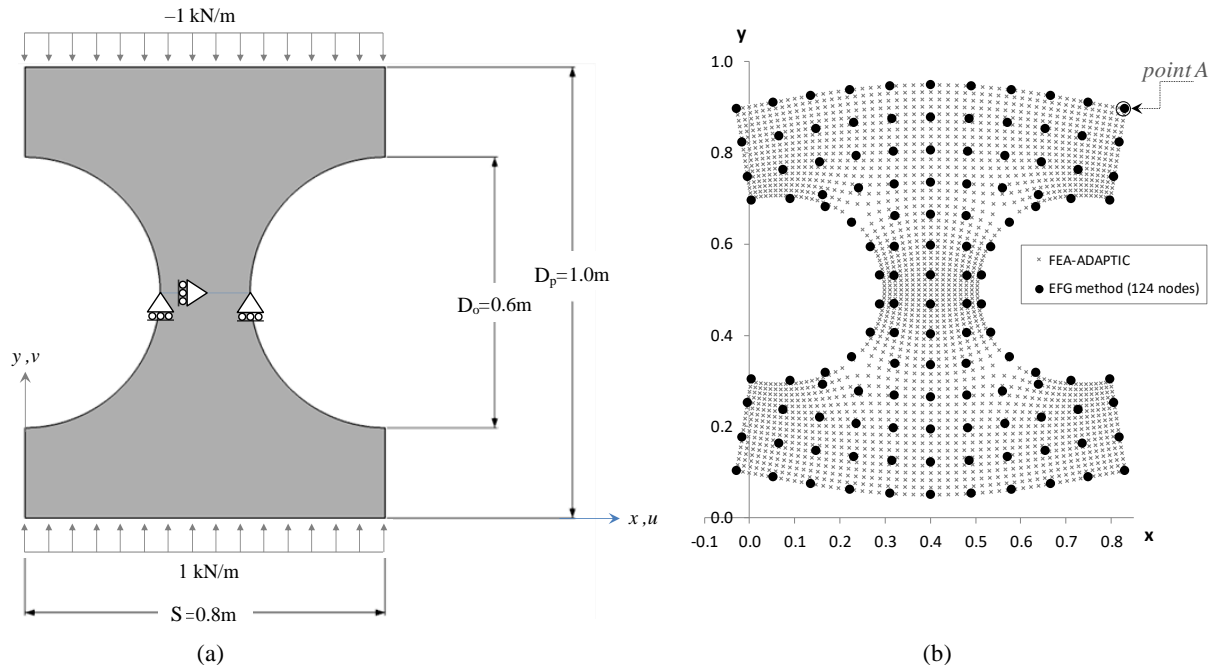 –1 kN/m
Dₚ=1.0m
Dₒ=0.6m
y ,v
x ,u
1 kN/m
S=0.8m
(a)
y
1.0
point A
0.8
0.6
FEA-ADAPTIC
EFG method (124 nodes)
0.4
0.2
0.0
-0.1 0.0 0.1 0.2 0.3 0.4 0.5 0.6 0.7 0.8 x
(b)